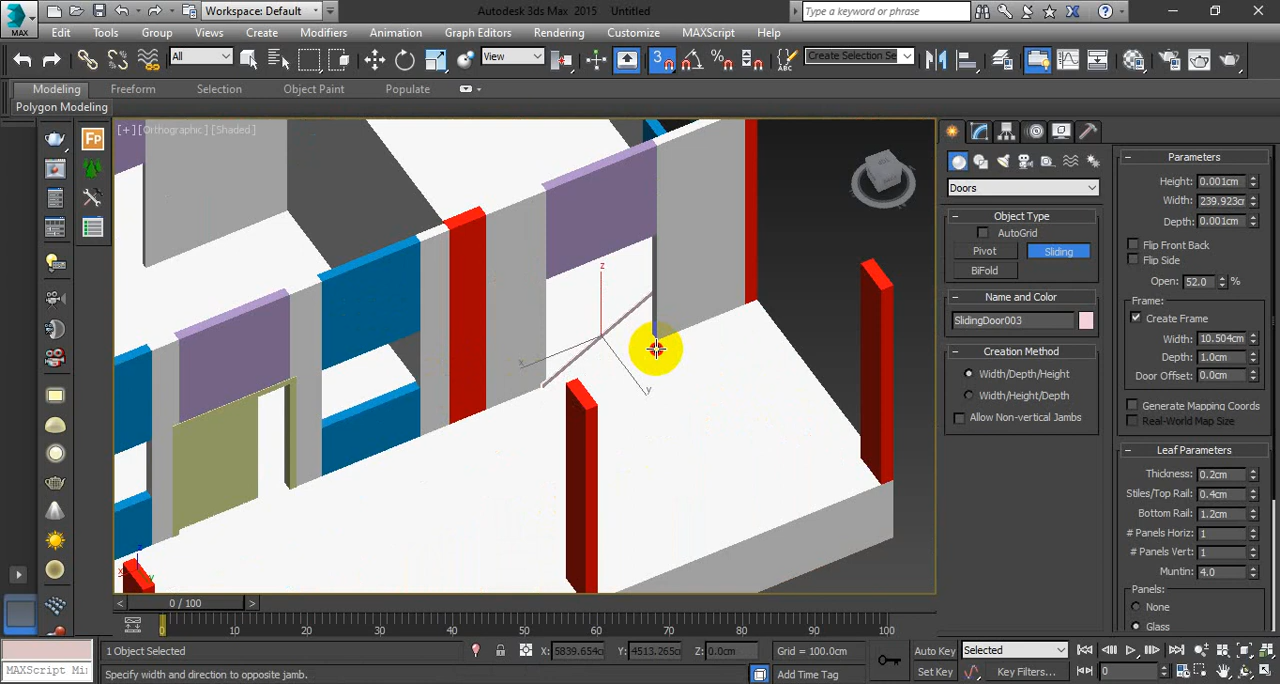 MAX
Workspace: Default
Autodesk 3ds Max 2015 Untitled
Type a keyword or phrase
Edit Tools Group Views Create Modifiers Animation Graph Editors Rendering Customize MAXScript Help
All
View
3
Create Selection Se
Modeling Freeform Selection Object Paint Populate
Polygon Modeling
[+][Orthographic][Shaded]
Fp
Doors
Object Type
AutoGrid
Pivot Sliding
BiFold
Name and Color
SlidingDoor003
Creation Method
Width/Depth/Height
Width/Height/Depth
Allow Non-vertical Jambs
Parameters
Height: 0.001cm
Width: 239.923c
Depth: 0.001cm
Flip Front Back
Flip Side
Open: 52.0 %
Frame:
Create Frame
Width: 10.504cm
Depth: 1.0cm
Door Offset: 0.0cm
Generate Mapping Coords
Real-World Map Size
Leaf Parameters
Thickness: 0.2cm
Stiles/Top Rail: 0.4cm
Bottom Rail: 1.2cm
# Panels Horiz: 1
# Panels Vert: 1
Muntin: 4.0
Panels:
None
Glass
z
x
y
x
y
< 0 / 100 >
0 10 20 30 40 50 60 70 80 90 100
1 Object Selected
X: 5839.654c Y: 4513.265c Z: 0.0cm
Grid = 100.0cm
Auto Key Selected
MAXScript Mi
Specify width and direction to opposite jamb.
Add Time Tag
Set Key Key Filters... 0